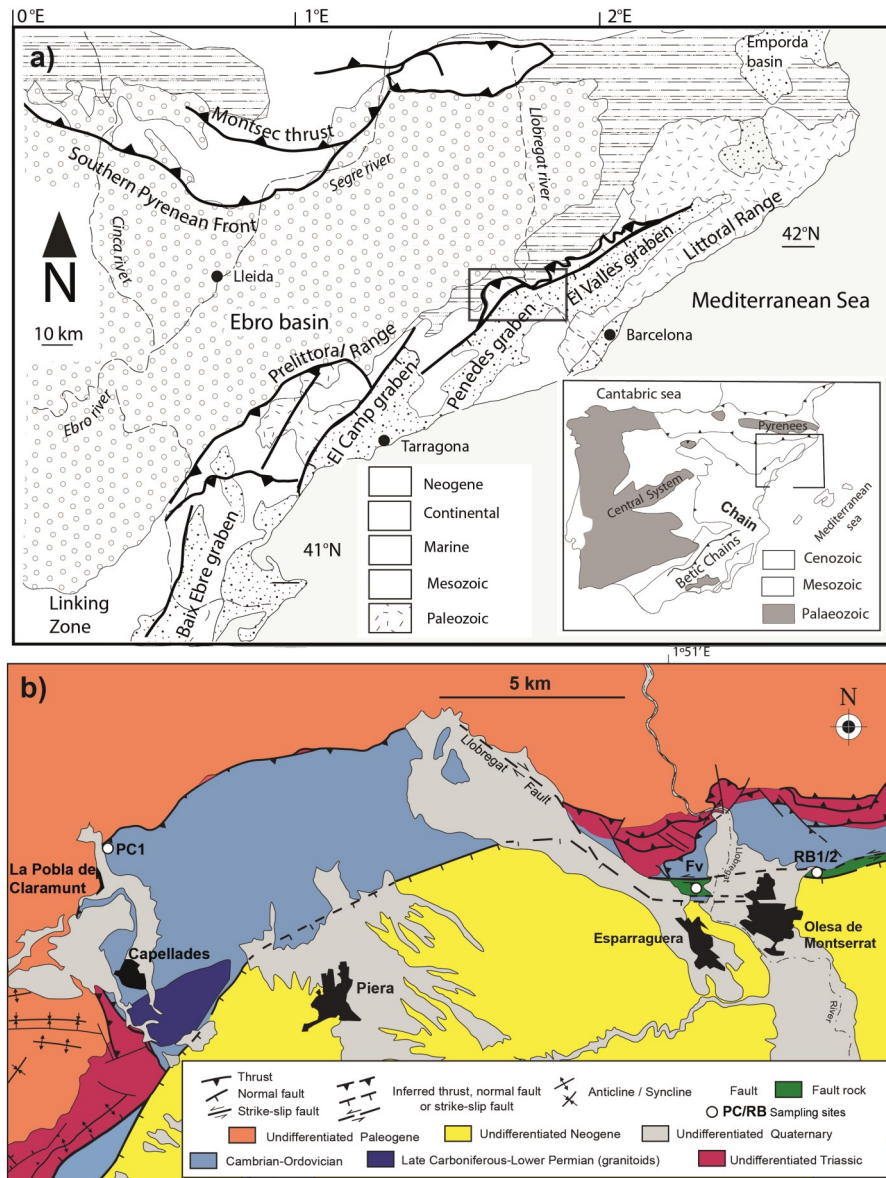 0°E
1°E
2°E
a)
Emporda
basin
Montsec thrust
Southern Pyrenean Front
Segre river
Llobregat river
Cinca river
N
Lleida
10 km
Ebro basin
42°N
Littoral Range
El Valles graben
Mediterranean Sea
Barcelona
Prelittoral Range
Penedes graben
El Camp graben
Ebro river
Tarragona
41°N
Baix Ebre graben
Linking
Zone
Neogene
Continental
Marine
Mesozoic
Paleozoic
Cantabric sea
Pyrenees
Central System
Chain
Mediterranean
sea
Betic Chains
Cenozoic
Mesozoic
Palaeozoic
1°51'E
b)
5 km
N
Llobregat Fault
PC1
La Pobla de
Claramunt
Capellades
Piera
Fv
Llobregat
RB1/2
Esparraguera
Olesa de
Montserrat
River
Thrust
Normal fault
Strike-slip fault
Inferred thrust, normal fault
or strike-slip fault
Anticline / Syncline
Fault
Fault rock
PC/RB Sampling sites
Undifferentiated Paleogene
Undifferentiated Neogene
Undifferentiated Quaternary
Cambrian-Ordovician
Late Carboniferous-Lower Permian (granitoids)
Undifferentiated Triassic